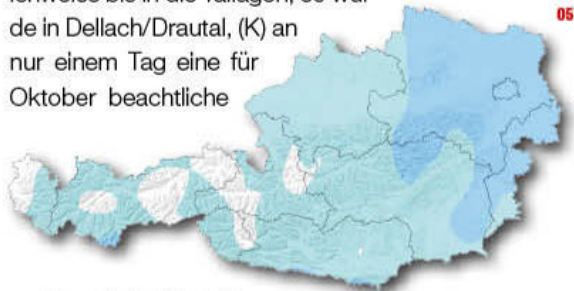 de in Dellach/Drautal, (K) an
nur einem Tag eine für
Oktober beachtliche
05